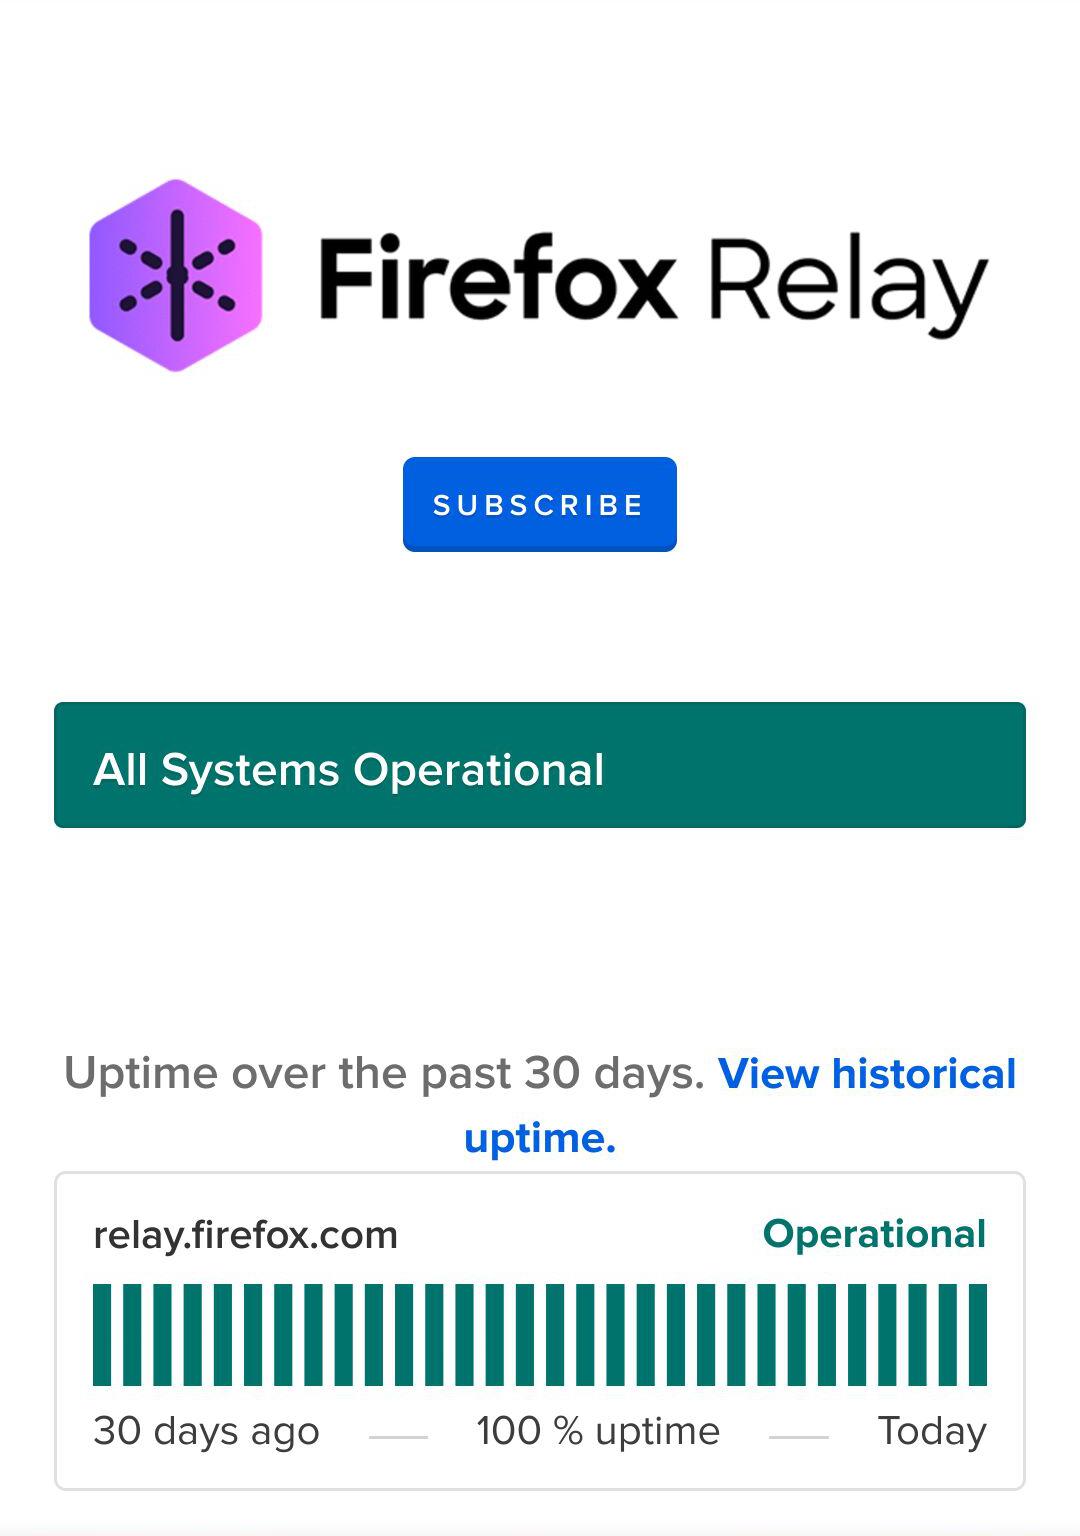 Firefox Relay
SUBSCRIBE
All Systems Operational
Uptime over the past 30 days. View historical
uptime.
relay.firefox.com Operational
30 days ago 100 % uptime Today